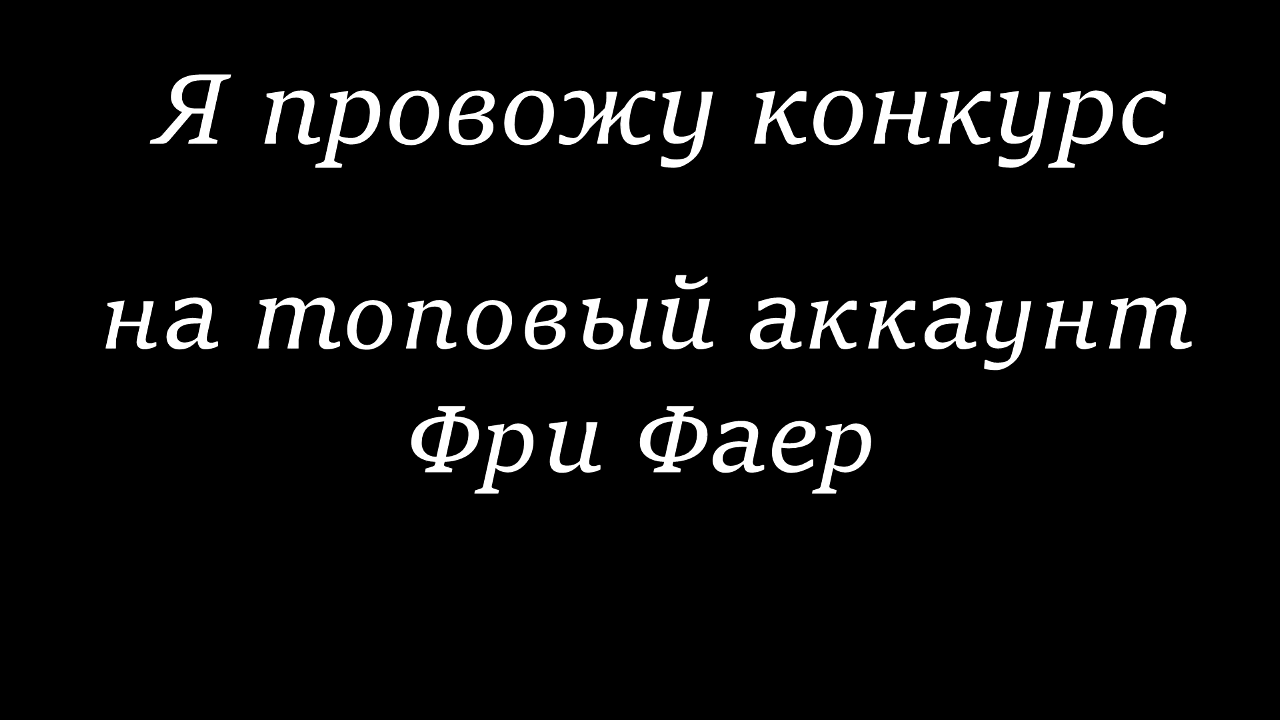 Я провожу конкурс
на топовый аккаунт
Фри Фаер